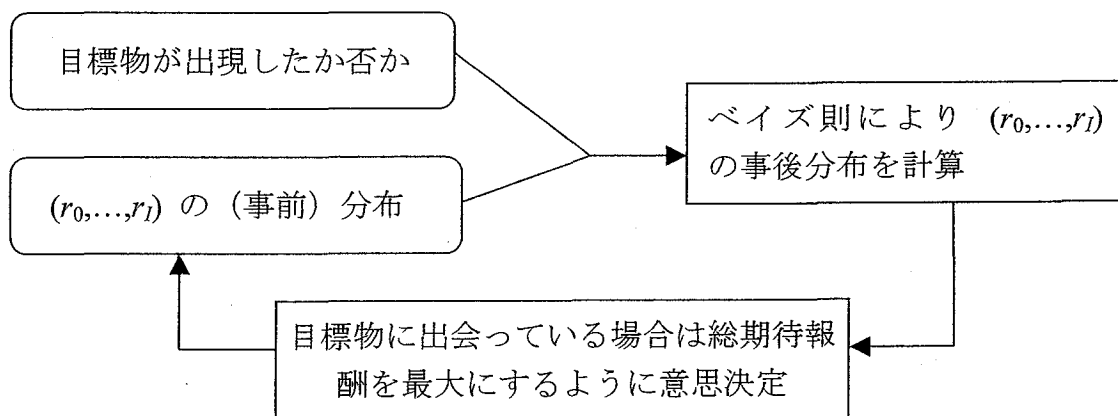 目標物が出現したか否か
(r₀,…,r_I) の（事前）分布
ベイズ則により (r₀,…,r_I)
の事後分布を計算
目標物に出会っている場合は総期待報
酬を最大にするように意思決定